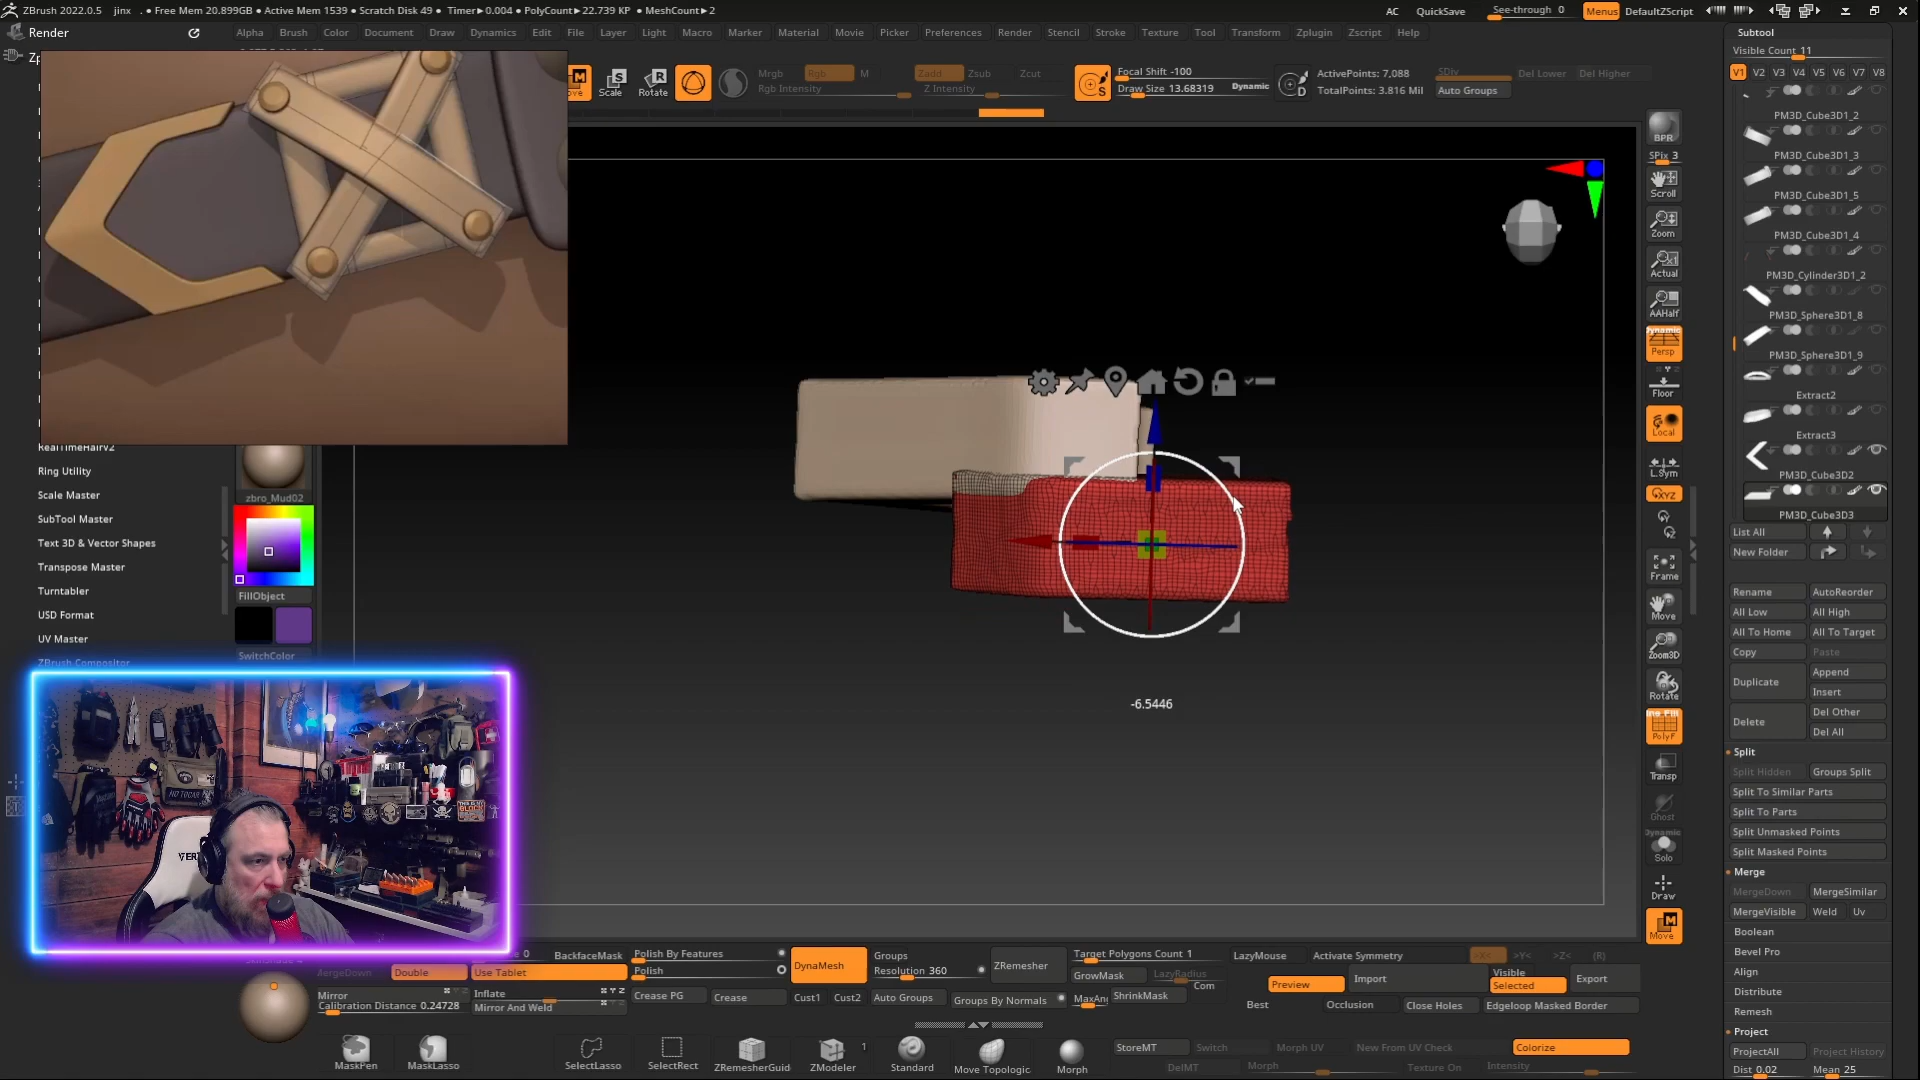 ZBrush 2022.0.5 jinx • Free Mem 20.899GB • Active Mem 1539 • Scratch Disk 49 • Timer▸0.004 • PolyCount▸22.739 KP • MeshCount▸2
AC QuickSave See-through 0 Menus DefaultZScript
Render
Alpha Brush Color Document Draw Dynamics Edit File Layer Light Macro Marker Material Movie Picker Preferences Render Stencil Stroke Texture Tool Transform Zplugin Zscript Help
Scale Rotate
Mrgb Rgb M
Rgb Intensity
Zadd Zsub Zcut
Z Intensity
Focal Shift -100
Draw Size 13.68319 Dynamic
ActivePoints: 7,088
TotalPoints: 3.816 Mil
SDiv Del Lower Del Higher
Auto Groups
Subtool
Visible Count 11
V1 V2 V3 V4 V5 V6 V7 V8
PM3D_Cube3D1_2
PM3D_Cube3D1_3
PM3D_Cube3D1_5
PM3D_Cube3D1_4
PM3D_Cylinder3D1_2
PM3D_Sphere3D1_8
PM3D_Sphere3D1_9
Extract2
Extract3
PM3D_Cube3D2
PM3D_Cube3D3
List All
New Folder
Rename AutoReorder
All Low All High
All To Home All To Target
Copy Paste
Duplicate Append
Insert
Delete Del Other
Del All
Split
Split Hidden Groups Split
Split To Similar Parts
Split To Parts
Split Unmasked Points
Split Masked Points
Merge
MergeDown MergeSimilar
MergeVisible Weld Uv
Boolean
Bevel Pro
Align
Distribute
Remesh
Project
ProjectAll Project History
Dist 0.02 Mean 25
BPR
SPix 3
Scroll
Zoom
Actual
AAHalf
Dynamic
Persp
Floor
Local
L.Sym
XYZ
Frame
Move
Zoom3D
Rotate
PolyF
Transp
Ghost
Dynamic
Solo
Draw
Move
RealTimeHairV2
Ring Utility
Scale Master
SubTool Master
Text 3D & Vector Shapes
Transpose Master
Turntabler
USD Format
UV Master
ZBrush Compositor
zbro_Mud02
FillObject
SwitchColor
-6.5446
0 BackfaceMask
Double Use Tablet
Mirror
Calibration Distance 0.24728
Inflate
Mirror And Weld
Polish By Features
Polish
Crease PG Crease
DynaMesh
Groups
Resolution 360
Cust1 Cust2 Auto Groups
ZRemesher
Groups By Normals
Target Polygons Count 1
GrowMask LazyRadius
ShrinkMask
Com
LazyMouse Activate Symmetry >X< >Y< >Z< (R)
Preview Import
Visible
Selected
Export
Best Occlusion Close Holes Edgeloop Masked Border
MaskPen MaskLasso SelectLasso SelectRect ZRemesherGuid ZModeler 1 Standard Move Topologic Morph
StoreMT Switch Morph UV New From UV Check Colorize
DelMT Morph Texture On Intensity